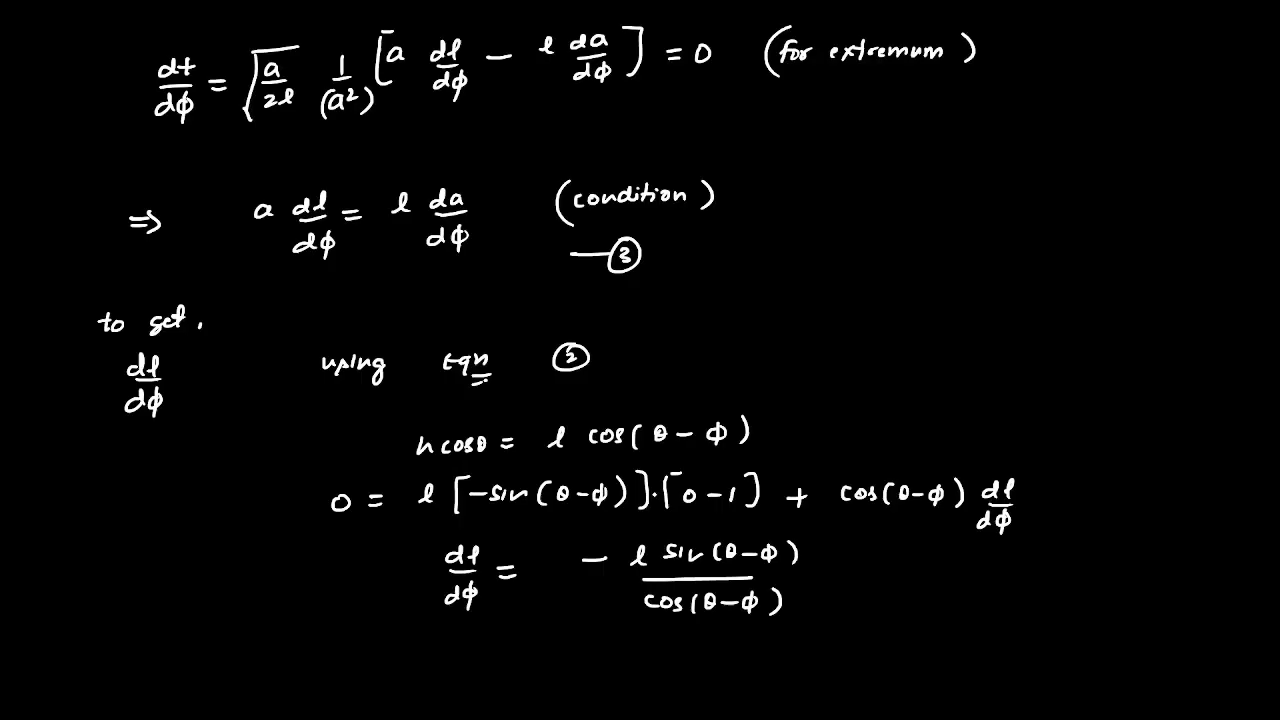 dt/dφ = √(a/2l) 1/(a²) [a dl/dφ − l da/dφ] = 0 (for extremum)
⇒ a dl/dφ = l da/dφ (condition)
—③
to get,
dl/dφ using Eqn ②
h cosθ = l cos(θ − φ)
0 = l [−sin(θ−φ)]·[0−1] + cos(θ−φ) dl/dφ
dl/dφ = − l sin(θ−φ)/cos(θ−φ)